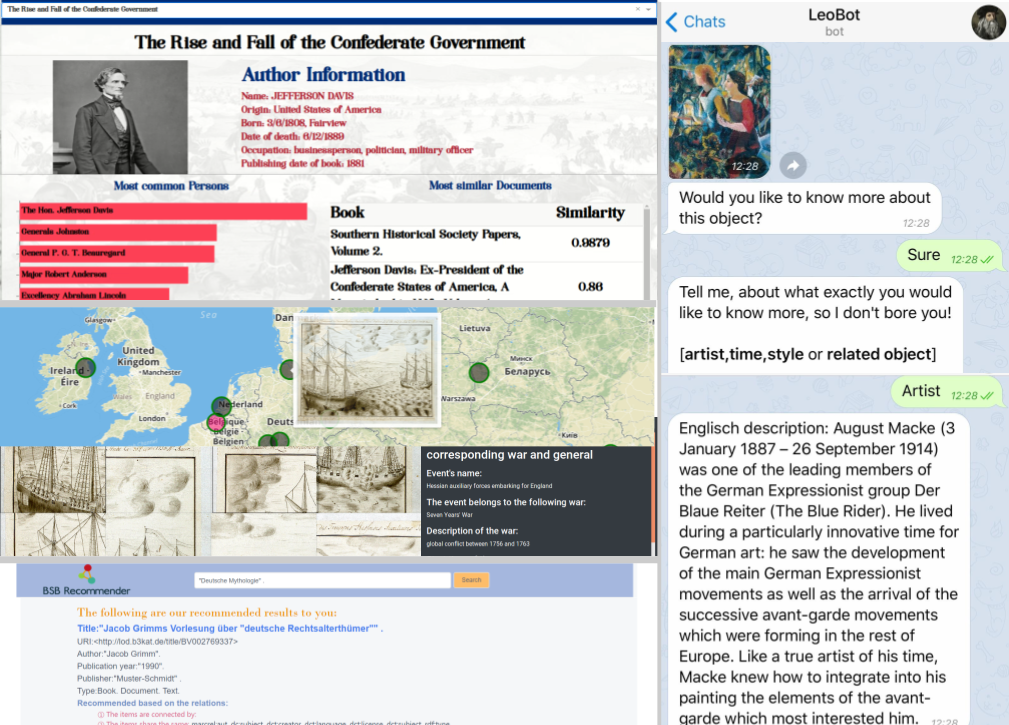 The Rise and Fall of the Confederate Government
The Rise and Fall of the Confederate Government
Author Information
Name: JEFFERSON DAVIS
Origin: United States of America
Born: 3/6/1808, Fairview
Date of death: 6/12/1889
Occupation: businessperson, politician, military officer
Publishing date of book: 1881
Most common Persons
The Hon. Jefferson Davis
Generals Johnston
General P. G. T. Beauregard
Major Robert Anderson
Excellency Abraham Lincoln
Most similar Documents
Book Similarity
Southern Historical Society Papers,
Volume 2.
0.9879
Jefferson Davis: Ex-President of the
Confederate States of America, A
0.86
Glasgow
Sea
Dan
Lietuva
United
Kingdom
Ireland
Éire
Manchester
Минск
Беларусь
Cork
Wales
England
Nederland
Warszawa
London
Deuts
Belgique
België
Belgien
Київ
corresponding war and general
Event's name:
Hessian auxiliary forces embarking for England
The event belongs to the following war:
Seven Years' War
Description of the war:
global conflict between 1756 and 1763
BSB Recommender
"Deutsche Mythologie" .
Search
The following are our recommended results to you:
Title:"Jacob Grimms Vorlesung über "deutsche Rechtsalterthümer"" .
URI:<http://lod.b3kat.de/title/BV002769337>
Author:"Jacob Grimm".
Publication year:"1990".
Publisher:"Muster-Schmidt" .
Type:Book. Document. Text.
Recommended based on the relations:
The items are connected by:
Chats
LeoBot
bot
12:28
Would you like to know more about
this object?
12:28
Sure 12:28
Tell me, about what exactly you would
like to know more, so I don't bore you!
[artist,time,style or related object]
Artist 12:28
Englisch description: August Macke (3
January 1887 – 26 September 1914)
was one of the leading members of
the German Expressionist group Der
Blaue Reiter (The Blue Rider). He lived
during a particularly innovative time for
German art: he saw the development
of the main German Expressionist
movements as well as the arrival of the
successive avant-garde movements
which were forming in the rest of
Europe. Like a true artist of his time,
Macke knew how to integrate into his
painting the elements of the avant-
garde which most interested him. 12:28